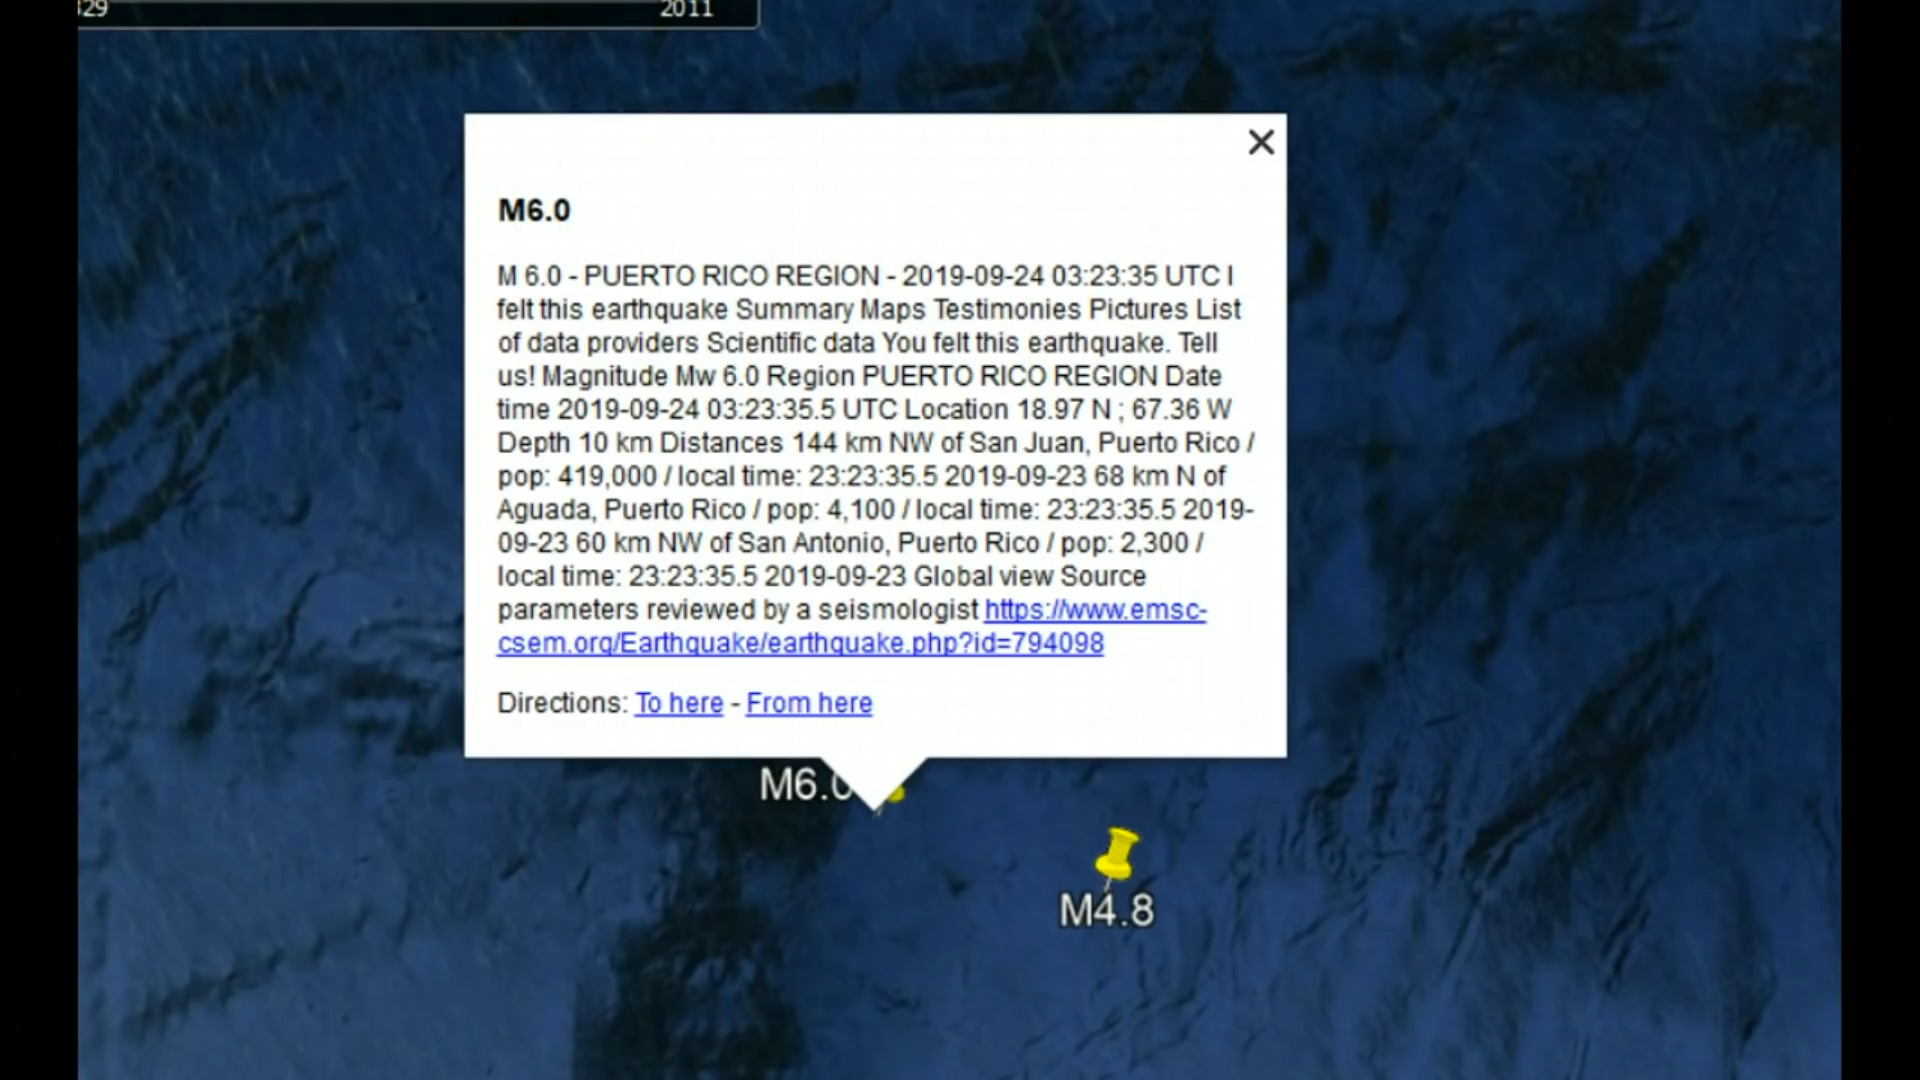 329
2011
M6.0
M 6.0 - PUERTO RICO REGION - 2019-09-24 03:23:35 UTC I
felt this earthquake Summary Maps Testimonies Pictures List
of data providers Scientific data You felt this earthquake. Tell
us! Magnitude Mw 6.0 Region PUERTO RICO REGION Date
time 2019-09-24 03:23:35.5 UTC Location 18.97 N ; 67.36 W
Depth 10 km Distances 144 km NW of San Juan, Puerto Rico /
pop: 419,000 / local time: 23:23:35.5 2019-09-23 68 km N of
Aguada, Puerto Rico / pop: 4,100 / local time: 23:23:35.5 2019-
09-23 60 km NW of San Antonio, Puerto Rico / pop: 2,300 /
local time: 23:23:35.5 2019-09-23 Global view Source
parameters reviewed by a seismologist https://www.emsc-
csem.org/Earthquake/earthquake.php?id=794098
Directions: To here - From here
M6.0
M4.8